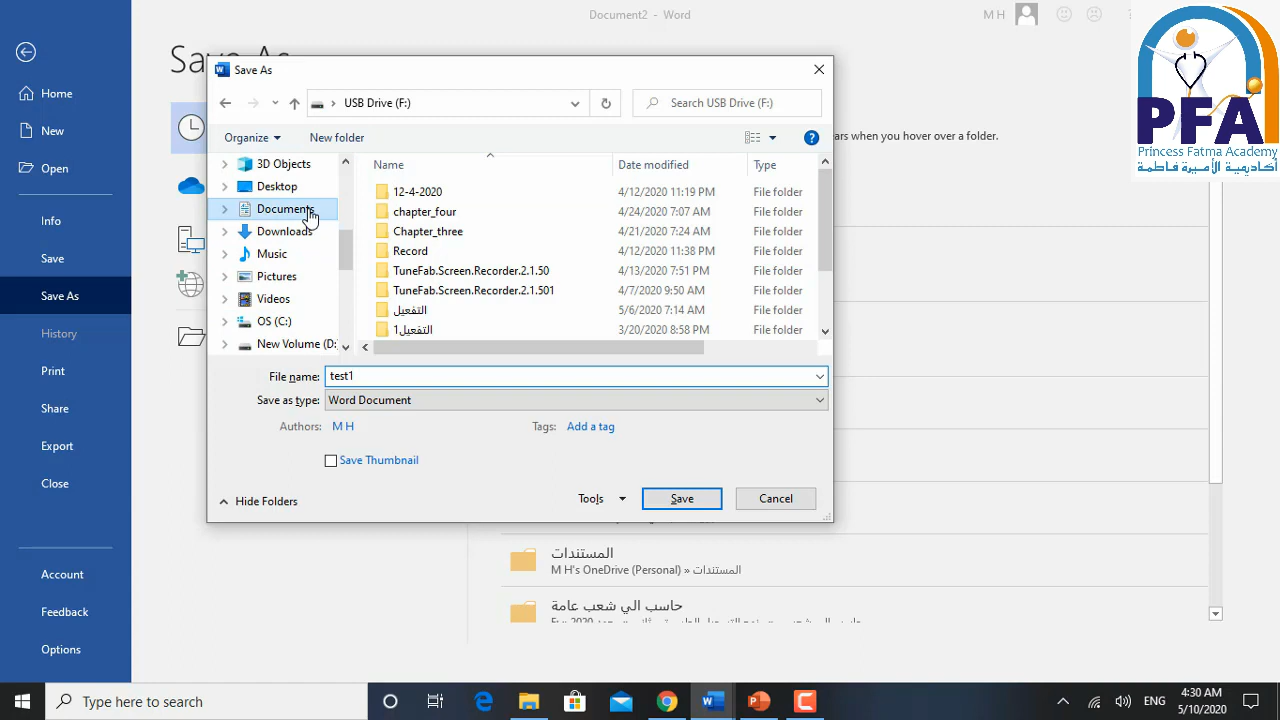 Document2 - Word
M H
PFA
Princess Fatma Academy
أكاديمية الأميرة فاطمة
Home
New
Open
Info
Save
Save As
History
Print
Share
Export
Close
Account
Feedback
Options
Save As
Save As
USB Drive (F:)
Search USB Drive (F:)
Organize
New folder
ars when you hover over a folder.
3D Objects
Desktop
Documents
Downloads
Music
Pictures
Videos
OS (C:)
New Volume (D:
Name Date modified Type
12-4-2020 4/12/2020 11:19 PM File folder
chapter_four 4/24/2020 7:07 AM File folder
Chapter_three 4/21/2020 7:24 AM File folder
Record 4/12/2020 11:38 PM File folder
TuneFab.Screen.Recorder.2.1.50 4/13/2020 7:51 PM File folder
TuneFab.Screen.Recorder.2.1.501 4/7/2020 9:50 AM File folder
التفعيل 5/6/2020 7:14 AM File folder
التفعيل1 3/20/2020 8:58 PM File folder
File name: test1
Save as type: Word Document
Authors: M H Tags: Add a tag
Save Thumbnail
Hide Folders
Tools Save Cancel
المستندات
M H's OneDrive (Personal) » المستندات
حاسب الي شعب عامة
Type here to search
ENG
4:30 AM
5/10/2020